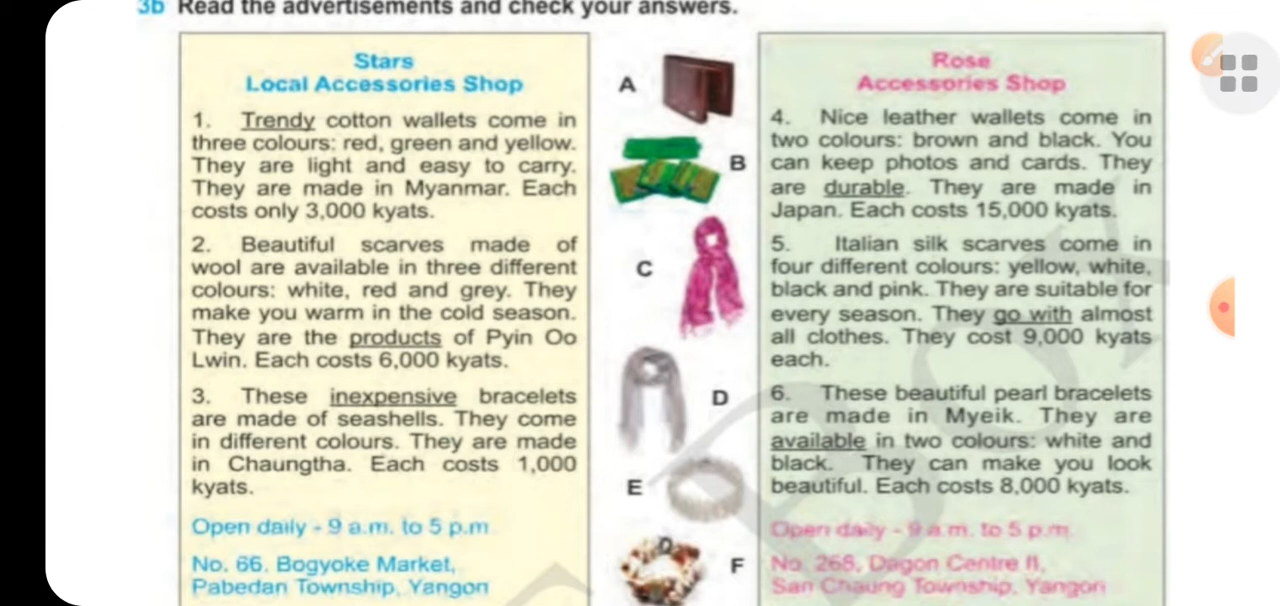 3b Read the advertisements and check your answers.
Stars
Local Accessories Shop
1. Trendy cotton wallets come in
three colours: red, green and yellow.
They are light and easy to carry.
They are made in Myanmar. Each
costs only 3,000 kyats.
2. Beautiful scarves made of
wool are available in three different
colours: white, red and grey. They
make you warm in the cold season.
They are the products of Pyin Oo
Lwin. Each costs 6,000 kyats.
3. These inexpensive bracelets
are made of seashells. They come
in different colours. They are made
in Chaungtha. Each costs 1,000
kyats.
Open daily - 9 a.m. to 5 p.m
No. 66. Bogyoke Market,
Pabedan Township, Yangon
A
B
C
D
E
F
Rose
Accessories Shop
4. Nice leather wallets come in
two colours: brown and black. You
can keep photos and cards. They
are durable. They are made in
Japan. Each costs 15,000 kyats.
5. Italian silk scarves come in
four different colours: yellow, white,
black and pink. They are suitable for
every season. They go with almost
all clothes. They cost 9,000 kyats
each.
6. These beautiful pearl bracelets
are made in Myeik. They are
available in two colours: white and
black. They can make you look
beautiful. Each costs 8,000 kyats.
Open daily - 9 a.m. to 5 p.m.
No. 268, Dagon Centre II,
San Chaung Township, Yangon